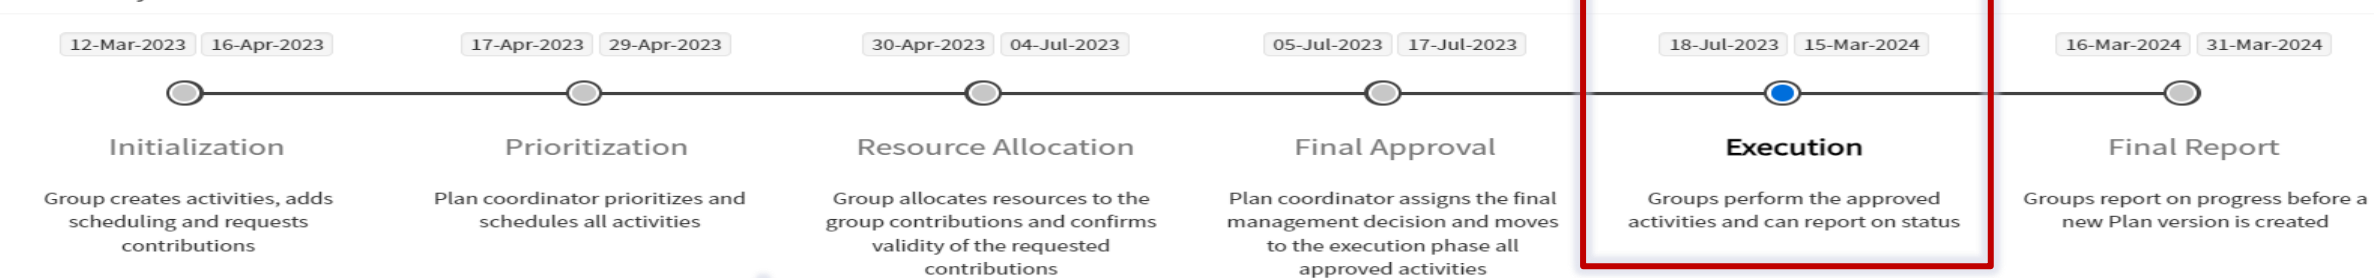 12-Mar-2023 16-Apr-2023
17-Apr-2023 29-Apr-2023
30-Apr-2023 04-Jul-2023
05-Jul-2023 17-Jul-2023
18-Jul-2023 15-Mar-2024
16-Mar-2024 31-Mar-2024
Initialization
Group creates activities, adds
scheduling and requests
contributions
Prioritization
Plan coordinator prioritizes and
schedules all activities
Resource Allocation
Group allocates resources to the
group contributions and confirms
validity of the requested
contributions
Final Approval
Plan coordinator assigns the final
management decision and moves
to the execution phase all
approved activities
Execution
Groups perform the approved
activities and can report on status
Final Report
Groups report on progress before a
new Plan version is created